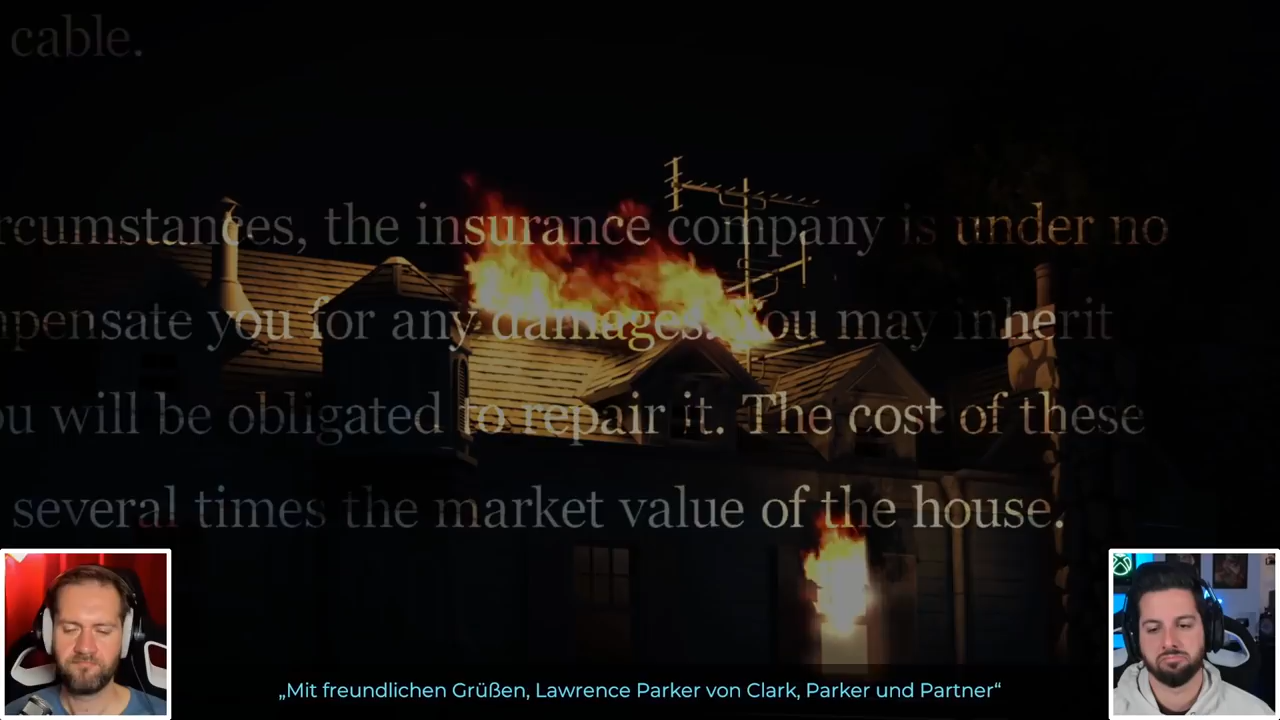 cable.
rcumstances, the insurance company is under no
mpensate you for any damages. You may inherit
ou will be obligated to repair it. The cost of these
several times the market value of the house.
„Mit freundlichen Grüßen, Lawrence Parker von Clark, Parker und Partner“